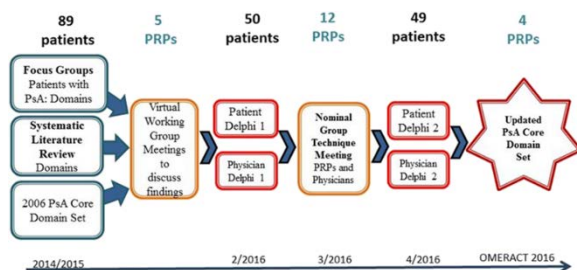 89
patients
5
PRPs
50
patients
12
PRPs
49
patients
4
PRPs
Focus Groups
Patients with
PsA: Domains
Systematic
Literature
Review
Domains
2006 PsA Core
Domain Set
Virtual
Working
Group
Meetings
to
discuss
findings
Patient
Delphi 1
Physician
Delphi 1
Nominal
Group
Technique
Meeting
PRPs and
Physicians
Patient
Delphi 2
Physician
Delphi 2
Updated
PsA Core
Domain
Set
2014/2015
2/2016
3/2016
4/2016
OMERACT 2016